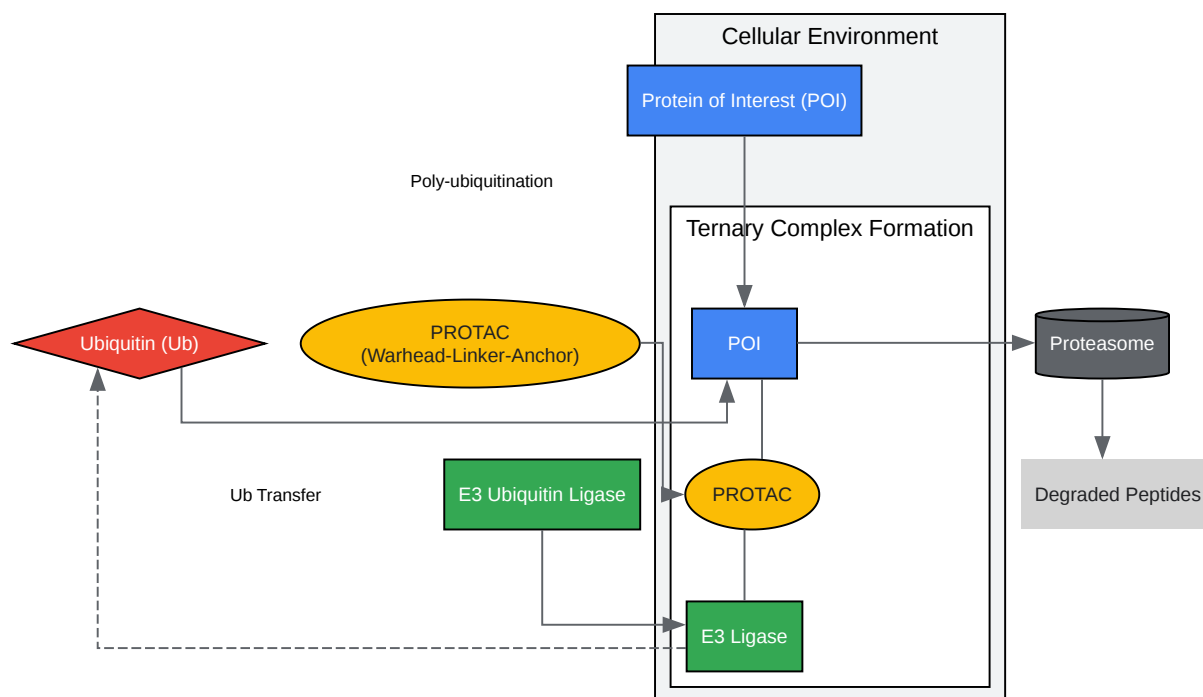 Cellular Environment
Protein of Interest (POI)
Poly-ubiquitination
Ternary Complex Formation
Ubiquitin (Ub)
PROTAC
(Warhead-Linker-Anchor)
POI
Proteasome
Ub Transfer
E3 Ubiquitin Ligase
PROTAC
Degraded Peptides
E3 Ligase